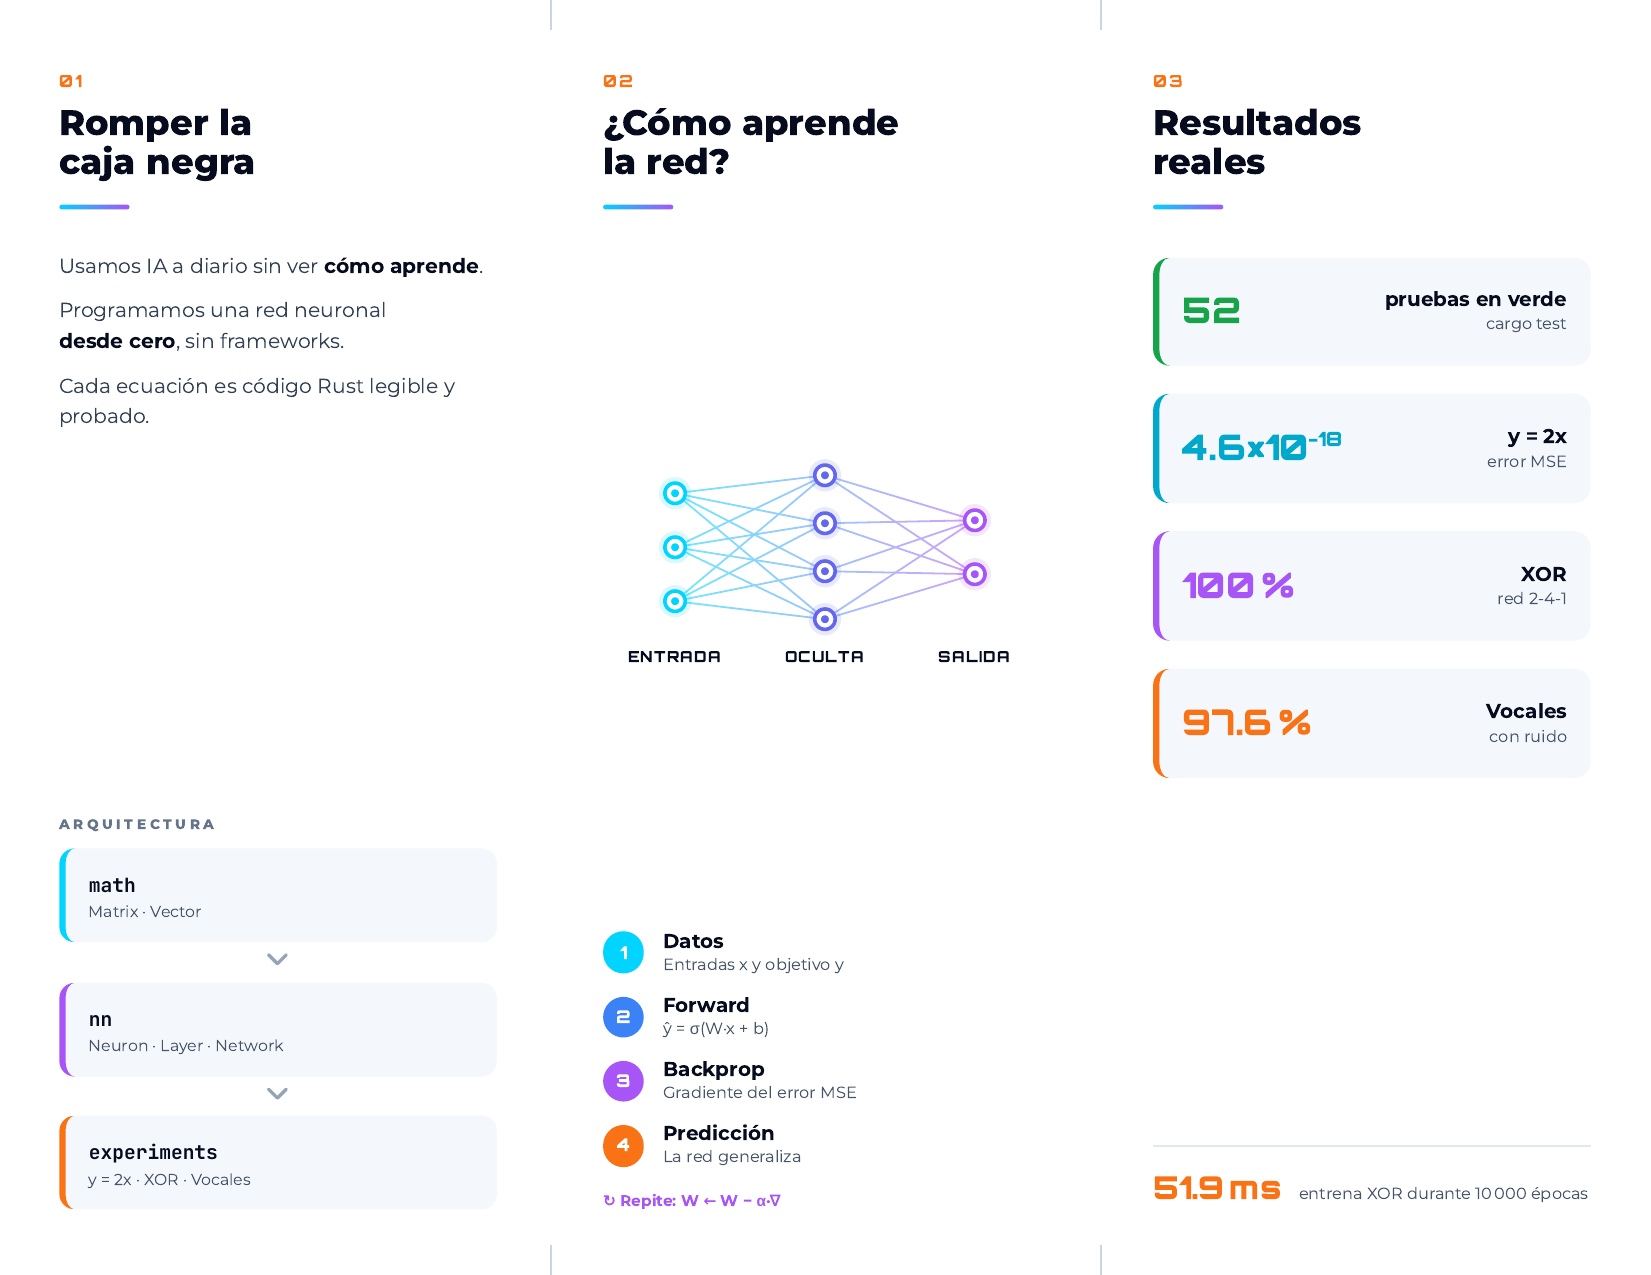 01
Romper la
caja negra
Usamos IA a diario sin ver cómo aprende.
Programamos una red neuronal
desde cero, sin frameworks.
Cada ecuación es código Rust legible y
probado.
ARQUITECTURA
math
Matrix · Vector
nn
Neuron · Layer · Network
experiments
y = 2x · XOR · Vocales
02
¿Cómo aprende
la red?
ENTRADA
OCULTA
SALIDA
1
Datos
Entradas x y objetivo y
2
Forward
ŷ = σ(W·x + b)
3
Backprop
Gradiente del error MSE
4
Predicción
La red generaliza
↻ Repite: W ← W − α·∇
03
Resultados
reales
52
pruebas en verde
cargo test
4.6x10⁻¹⁸
y = 2x
error MSE
100 %
XOR
red 2-4-1
97.6 %
Vocales
con ruido
51.9 ms entrena XOR durante 10 000 épocas